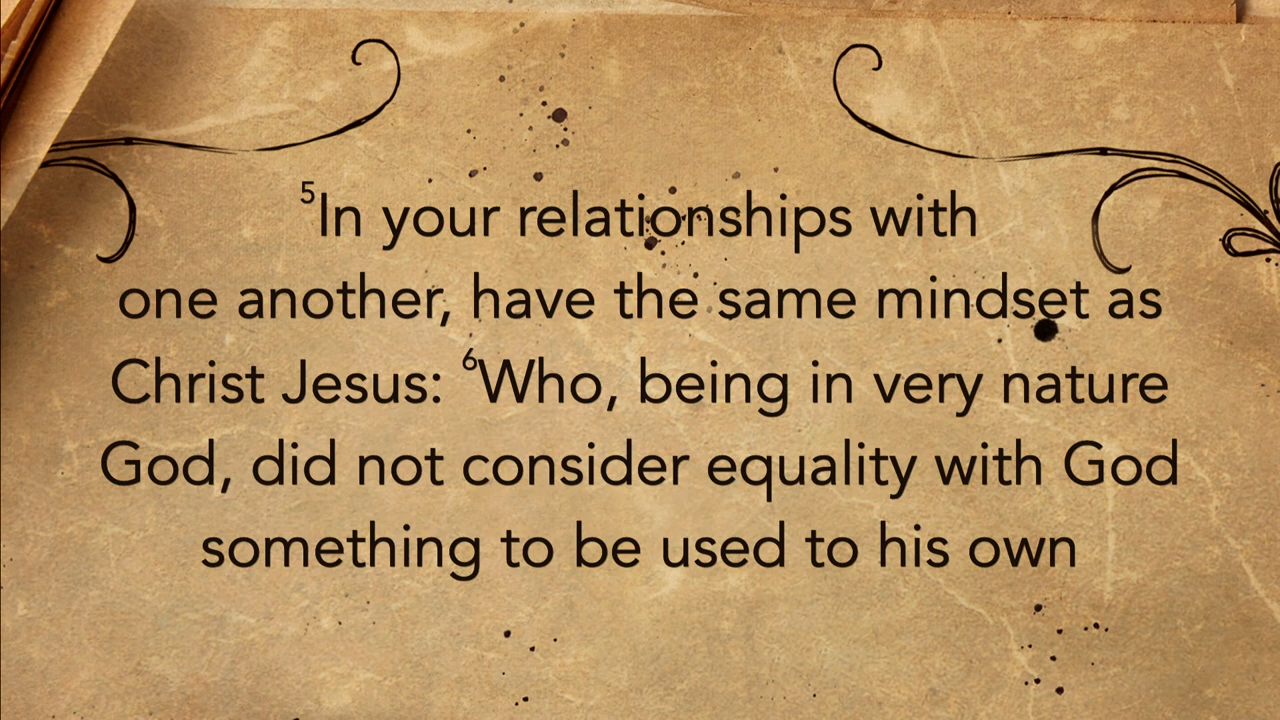 ⁵In your relationships with
one another, have the same mindset as
Christ Jesus: ⁶Who, being in very nature
God, did not consider equality with God
something to be used to his own